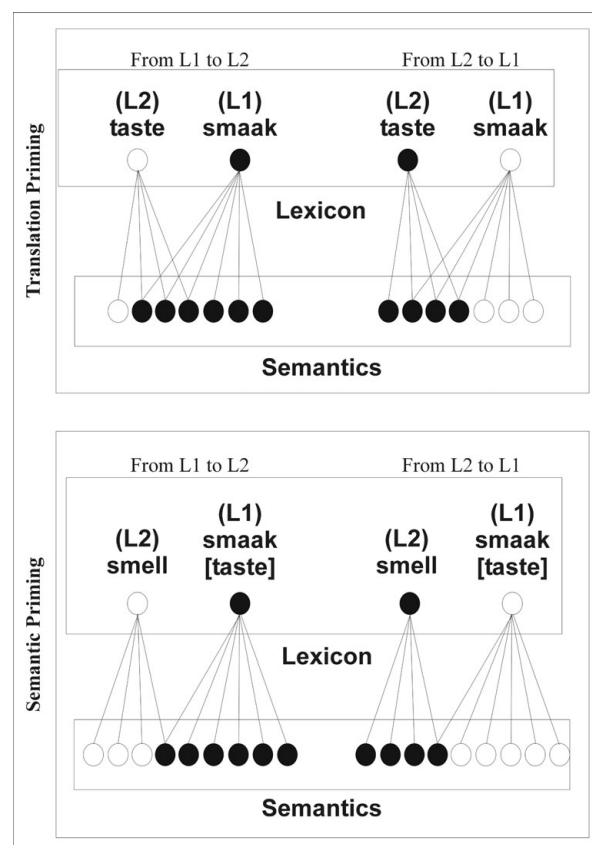 Translation Priming
From L1 to L2
From L2 to L1
(L2)
taste
(L1)
smaak
(L2)
taste
(L1)
smaak
Lexicon
Semantics
Semantic Priming
From L1 to L2
From L2 to L1
(L2)
smell
(L1)
smaak
[taste]
(L2)
smell
(L1)
smaak
[taste]
Lexicon
Semantics